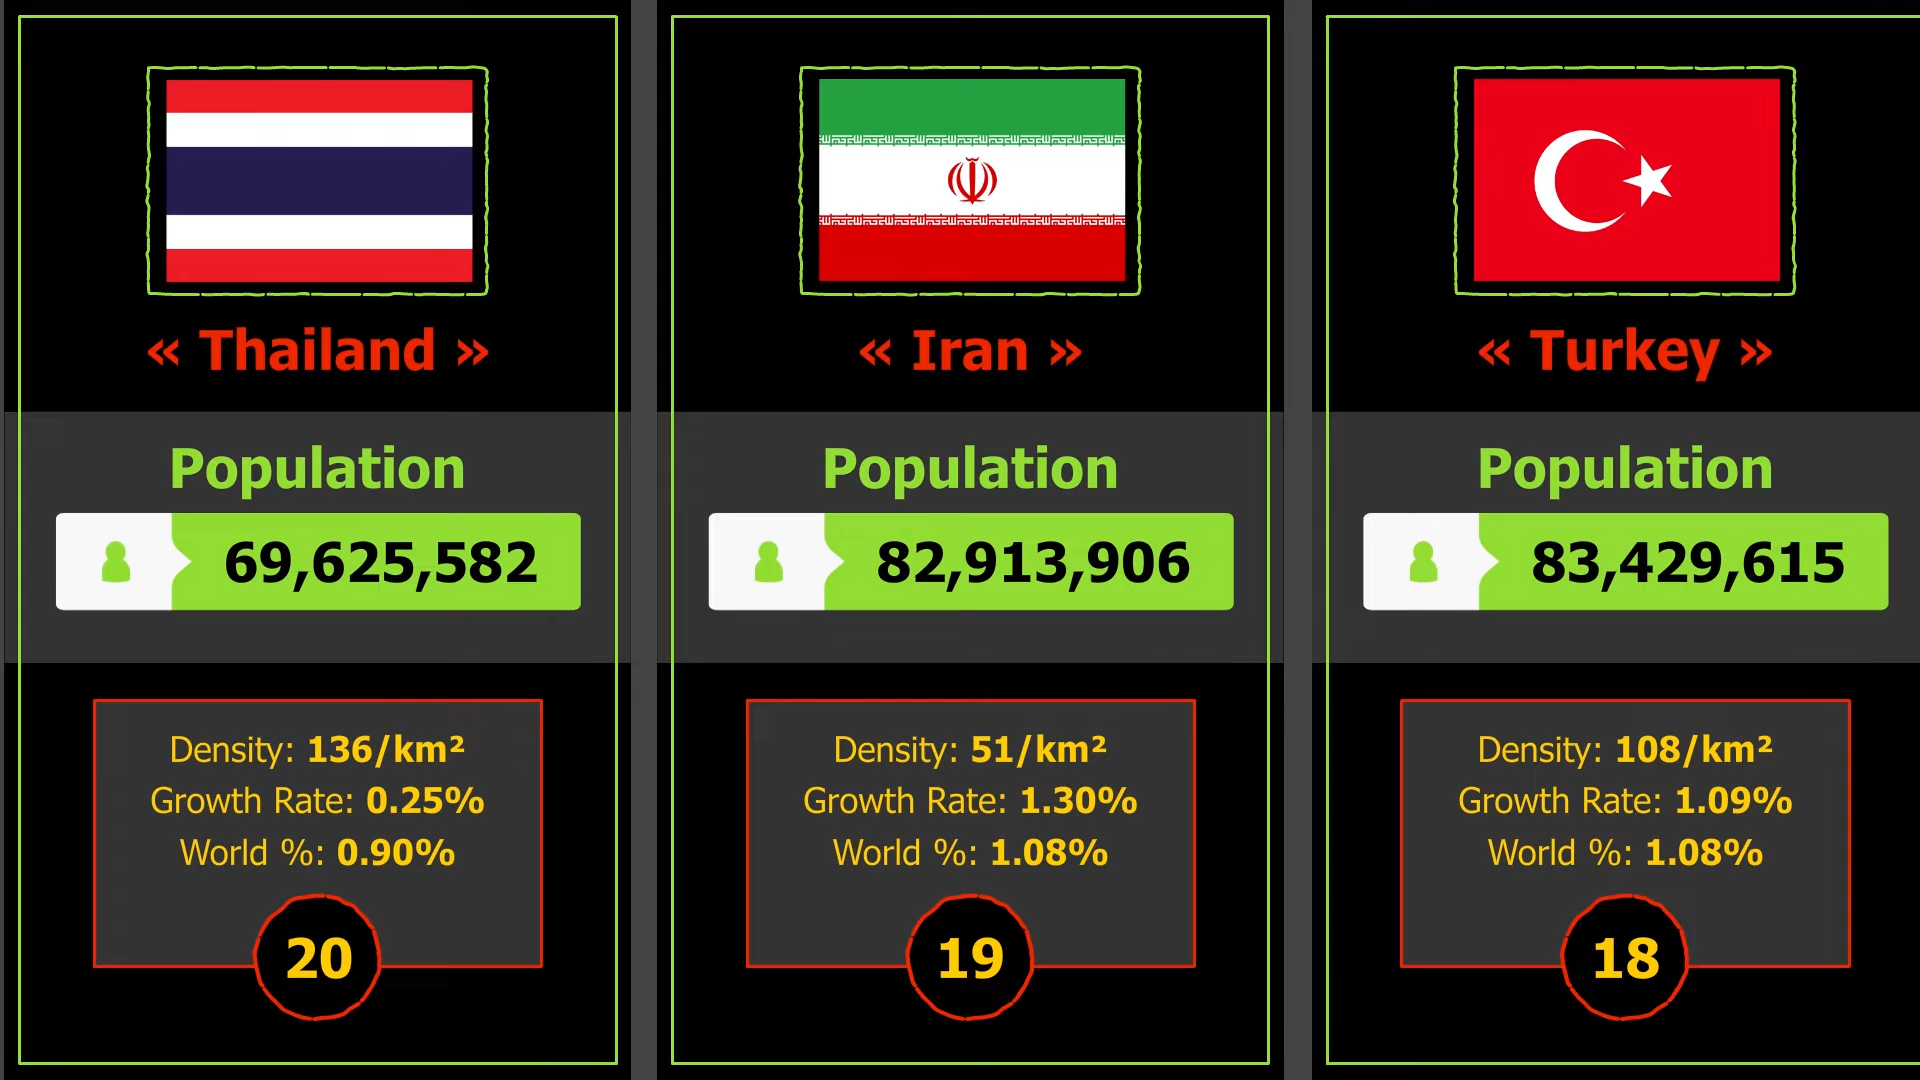 « Thailand »
Population
69,625,582
Density: 136/km²
Growth Rate: 0.25%
World %: 0.90%
20
« Iran »
Population
82,913,906
Density: 51/km²
Growth Rate: 1.30%
World %: 1.08%
19
« Turkey »
Population
83,429,615
Density: 108/km²
Growth Rate: 1.09%
World %: 1.08%
18